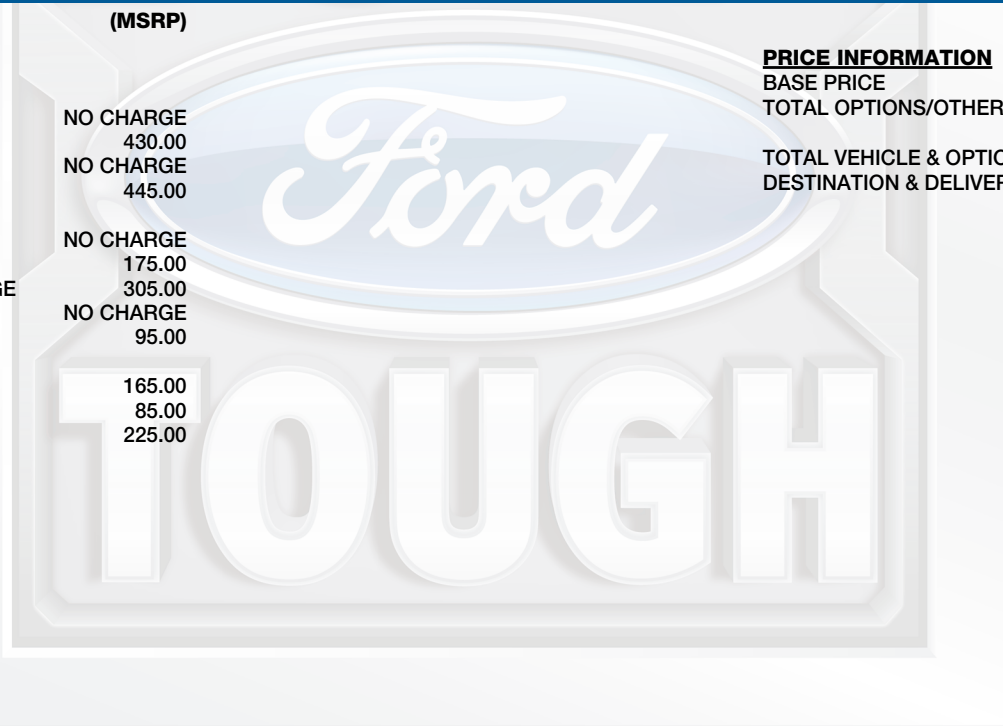 (MSRP)
NO CHARGE
430.00
NO CHARGE
445.00
NO CHARGE
175.00
GE 305.00
NO CHARGE
95.00
165.00
85.00
225.00
PRICE INFORMATION
BASE PRICE
TOTAL OPTIONS/OTHER
TOTAL VEHICLE & OPTIO
DESTINATION & DELIVER
Ford
TOUGH